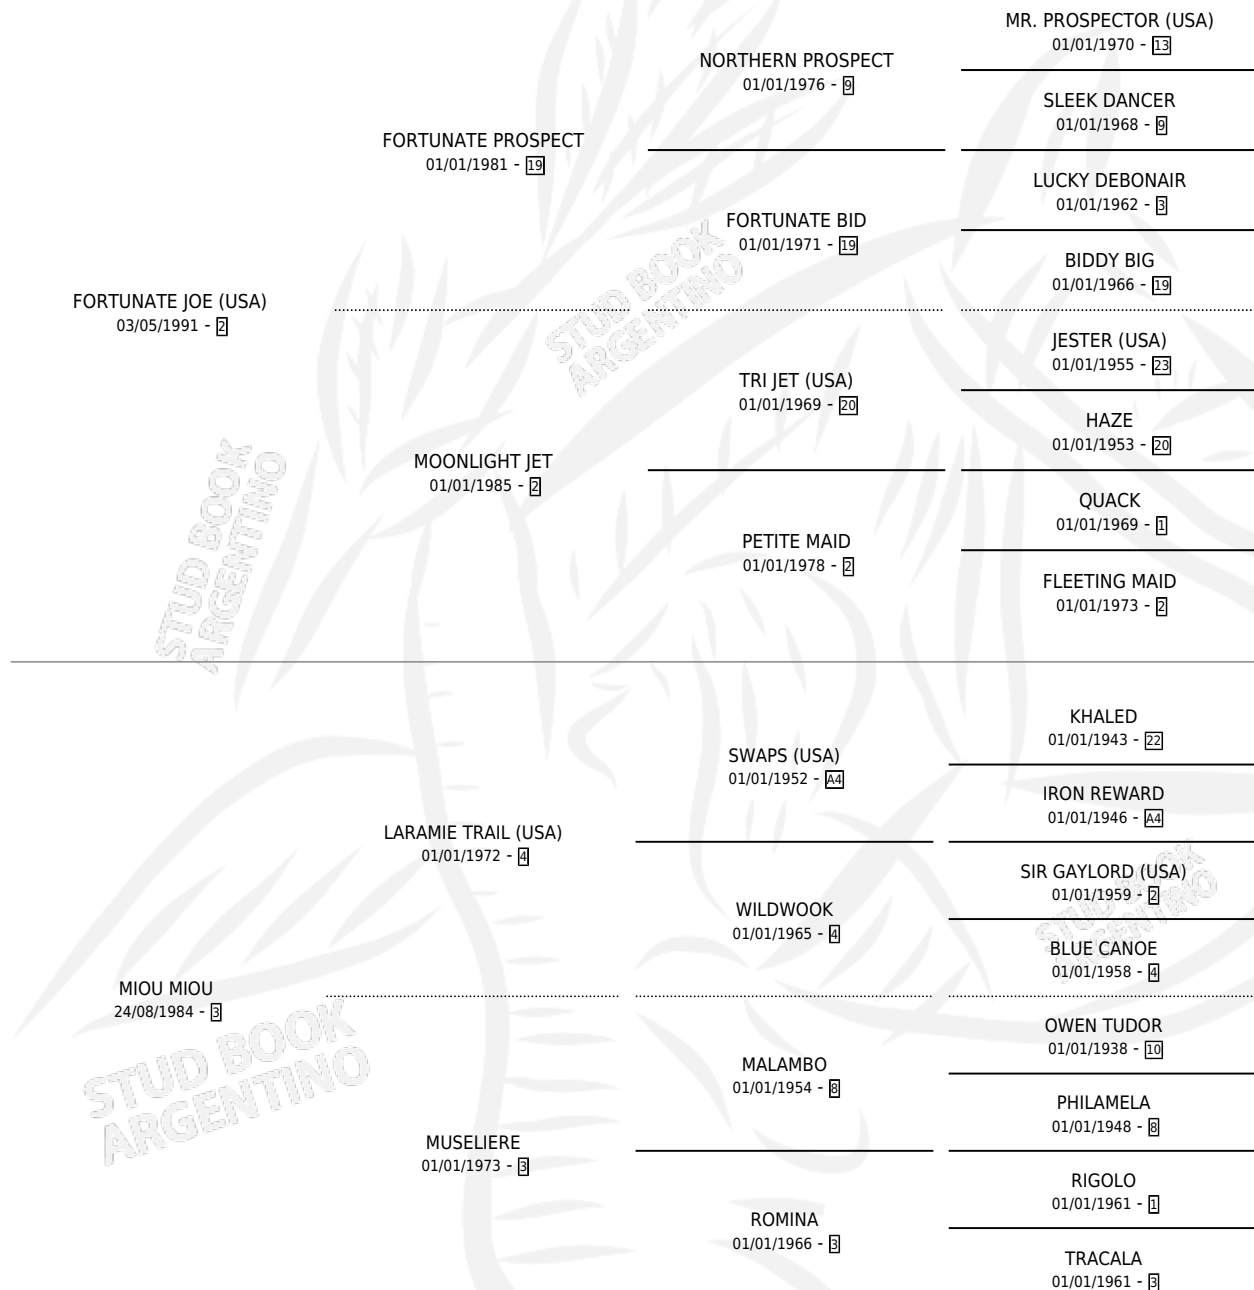 MR. PROSPECTOR (USA)
01/01/1970 - 13
NORTHERN PROSPECT
01/01/1976 - 9
SLEEK DANCER
01/01/1968 - 9
FORTUNATE PROSPECT
01/01/1981 - 19
LUCKY DEBONAIR
01/01/1962 - 3
FORTUNATE BID
01/01/1971 - 19
BIDDY BIG
01/01/1966 - 19
FORTUNATE JOE (USA)
03/05/1991 - 2
STUD BOOK
ARGENTINO
JESTER (USA)
01/01/1955 - 23
TRI JET (USA)
01/01/1969 - 20
HAZE
01/01/1953 - 20
MOONLIGHT JET
01/01/1985 - 2
QUACK
01/01/1969 - 1
PETITE MAID
01/01/1978 - 2
FLEETING MAID
01/01/1973 - 2
STUD BOOK
ARGENTINO
KHALED
01/01/1943 - 22
SWAPS (USA)
01/01/1952 - A4
IRON REWARD
01/01/1946 - A4
LARAMIE TRAIL (USA)
01/01/1972 - 4
SIR GAYLORD (USA)
01/01/1959 - 2
WILDWOOK
01/01/1965 - 4
STUD BOOK
ARGENTINO
BLUE CANOE
01/01/1958 - 4
MIOU MIOU
24/08/1984 - 3
STUD BOOK
ARGENTINO
OWEN TUDOR
01/01/1938 - 10
MALAMBO
01/01/1954 - 8
PHILAMELA
01/01/1948 - 8
MUSELIERE
01/01/1973 - 3
RIGOLO
01/01/1961 - 1
ROMINA
01/01/1966 - 3
TRACALA
01/01/1961 - 3